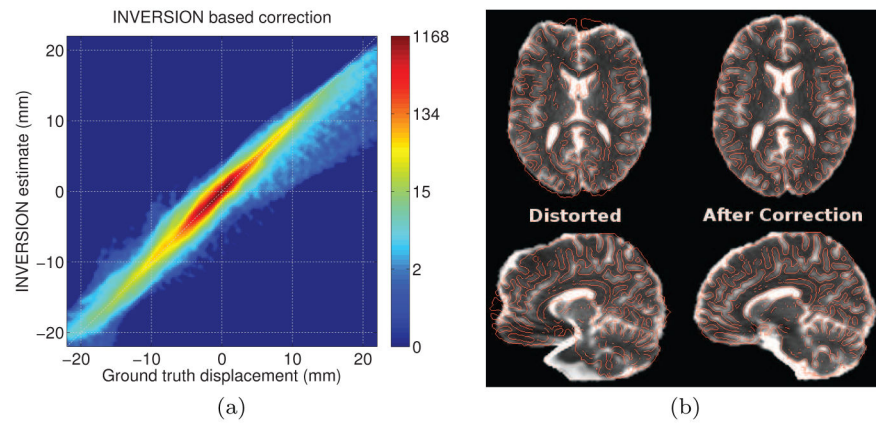 INVERSION based correction
INVERSION estimate (mm)
20
10
0
−10
−20
−20
−10
0
10
20
Ground truth displacement (mm)
1168
134
15
2
0
(a)
Distorted
After Correction
(b)